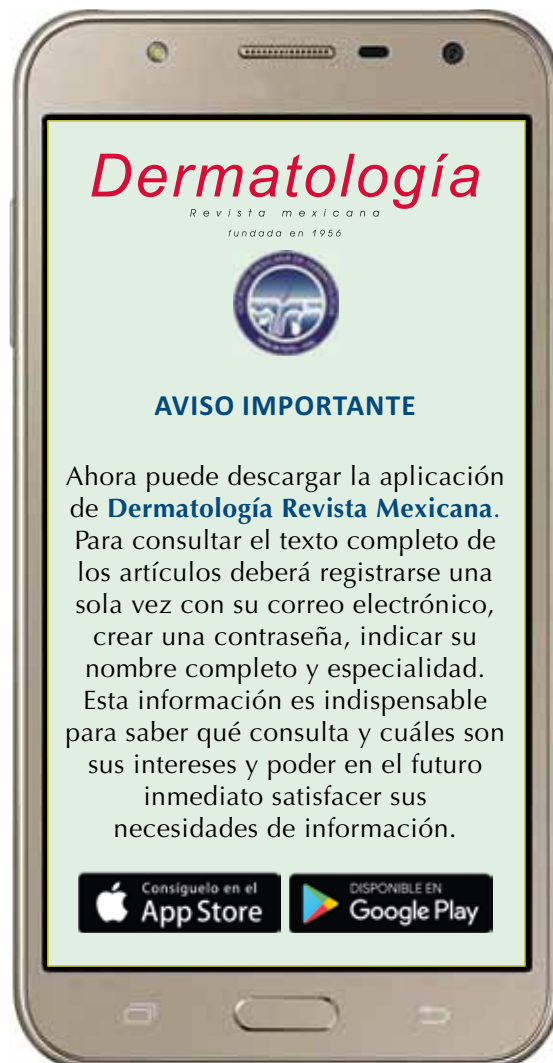 Dermatología
Revista mexicana
fundada en 1956
AVISO IMPORTANTE
Ahora puede descargar la aplicación
de Dermatología Revista Mexicana.
Para consultar el texto completo de
los artículos deberá registrarse una
sola vez con su correo electrónico,
crear una contraseña, indicar su
nombre completo y especialidad.
Esta información es indispensable
para saber qué consulta y cuáles son
sus intereses y poder en el futuro
inmediato satisfacer sus
necesidades de información.
Consíguelo en el
App Store
DISPONIBLE EN
Google Play